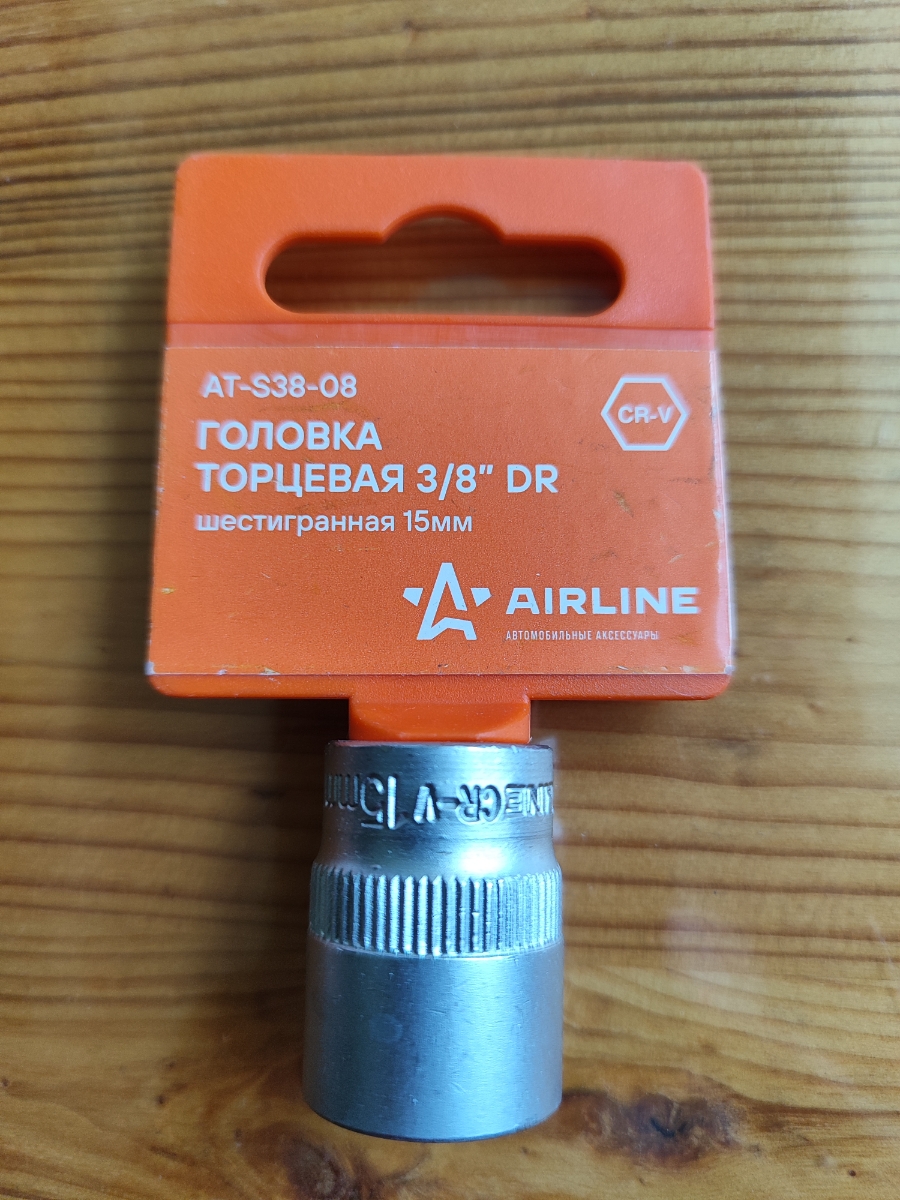 AT-S38-08
CR-V
ГОЛОВКА
ТОРЦЕВАЯ 3/8" DR
шестигранная 15мм
AIRLINE
АВТОМОБИЛЬНЫЕ АКСЕССУАРЫ
CR-V 15mm